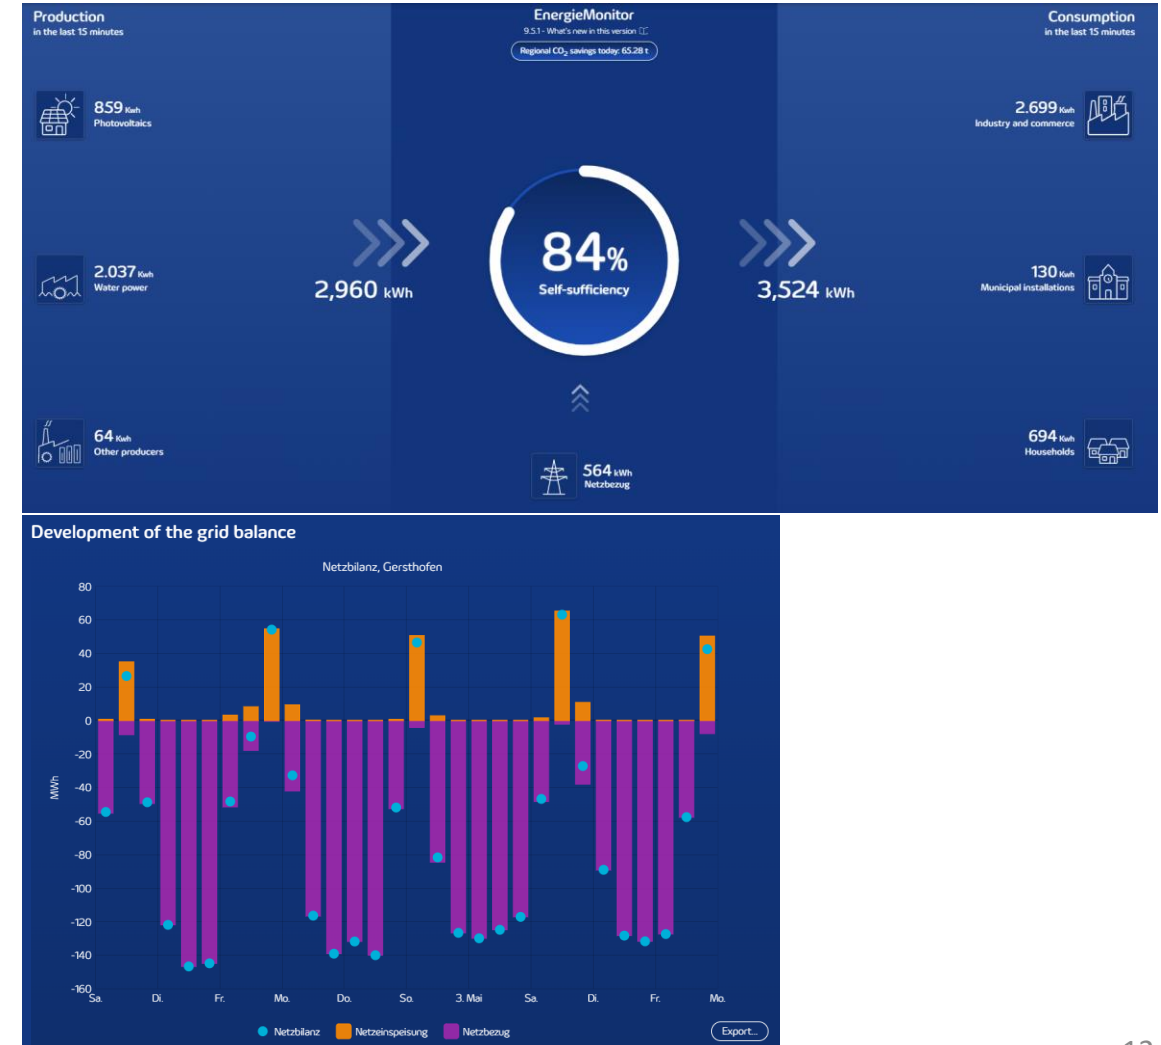 Production
in the last 15 minutes
EnergieMonitor
9.5.1 - What's new in this version
Regional CO₂ savings today: 65.28 t
Consumption
in the last 15 minutes
859 Kwh
Photovoltaics
2.699 Kwh
Industry and commerce
2.037 Kwh
Water power
2,960 kWh
84%
Self-sufficiency
3,524 kWh
130 Kwh
Municipal installations
64 Kwh
Other producers
564 kWh
Netzbezug
694 Kwh
Households
Development of the grid balance
Netzbilanz, Gersthofen
80
60
40
20
0
-20
-40
-60
-80
-100
-120
-140
-160
MWh
Sa. Di. Fr. Mo. Do. So. 3. Mai Sa. Di. Fr. Mo.
Netzbilanz Netzeinspeisung Netzbezug
Export...